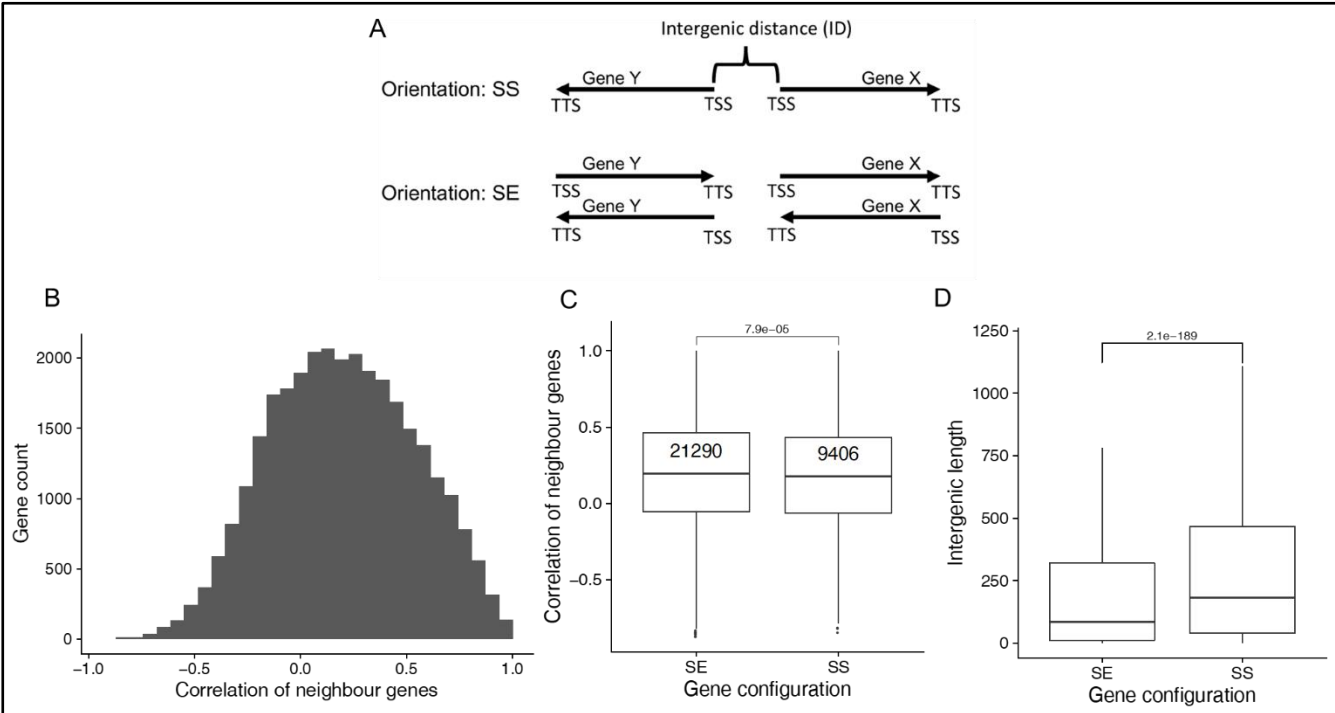 A
Intergenic distance (ID)
Orientation: SS
Gene Y
Gene X
TTS
TSS
TSS
TTS
Orientation: SE
Gene Y
Gene X
TSS
TTS
TSS
TTS
Gene Y
Gene X
TTS
TSS
TTS
TSS
B
Gene count
2000
1500
1000
500
0
-1.0
-0.5
0.0
0.5
1.0
Correlation of neighbour genes
C
Correlation of neighbour genes
7.9e-05
1.0
0.5
0.0
-0.5
21290
9406
SE
SS
Gene configuration
D
Intergenic length
2.1e-189
1250
1000
750
500
250
0
SE
SS
Gene configuration